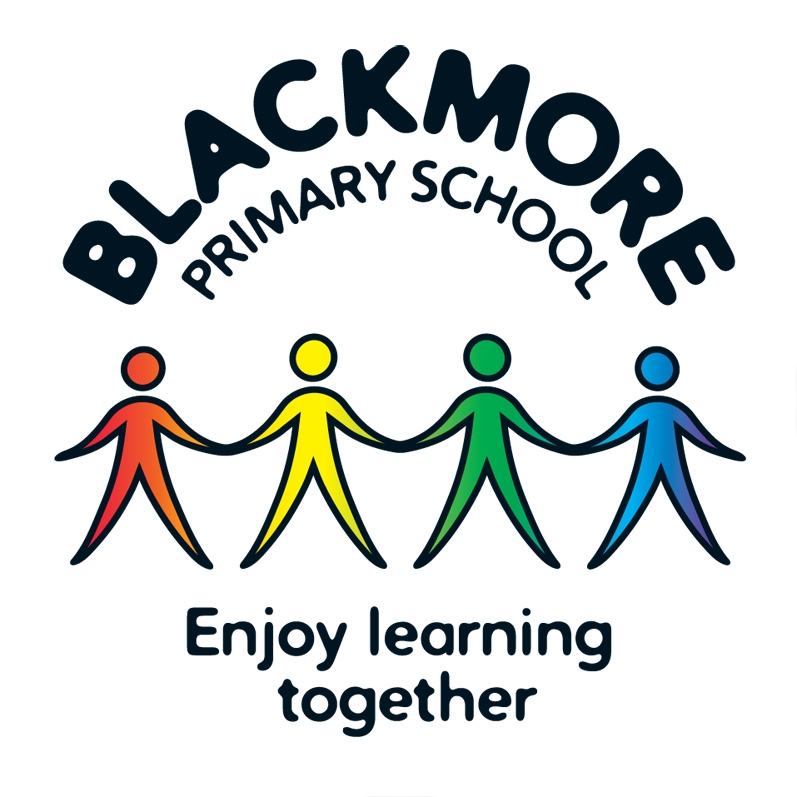 BLACKMORE
PRIMARY SCHOOL
Enjoy learning
together